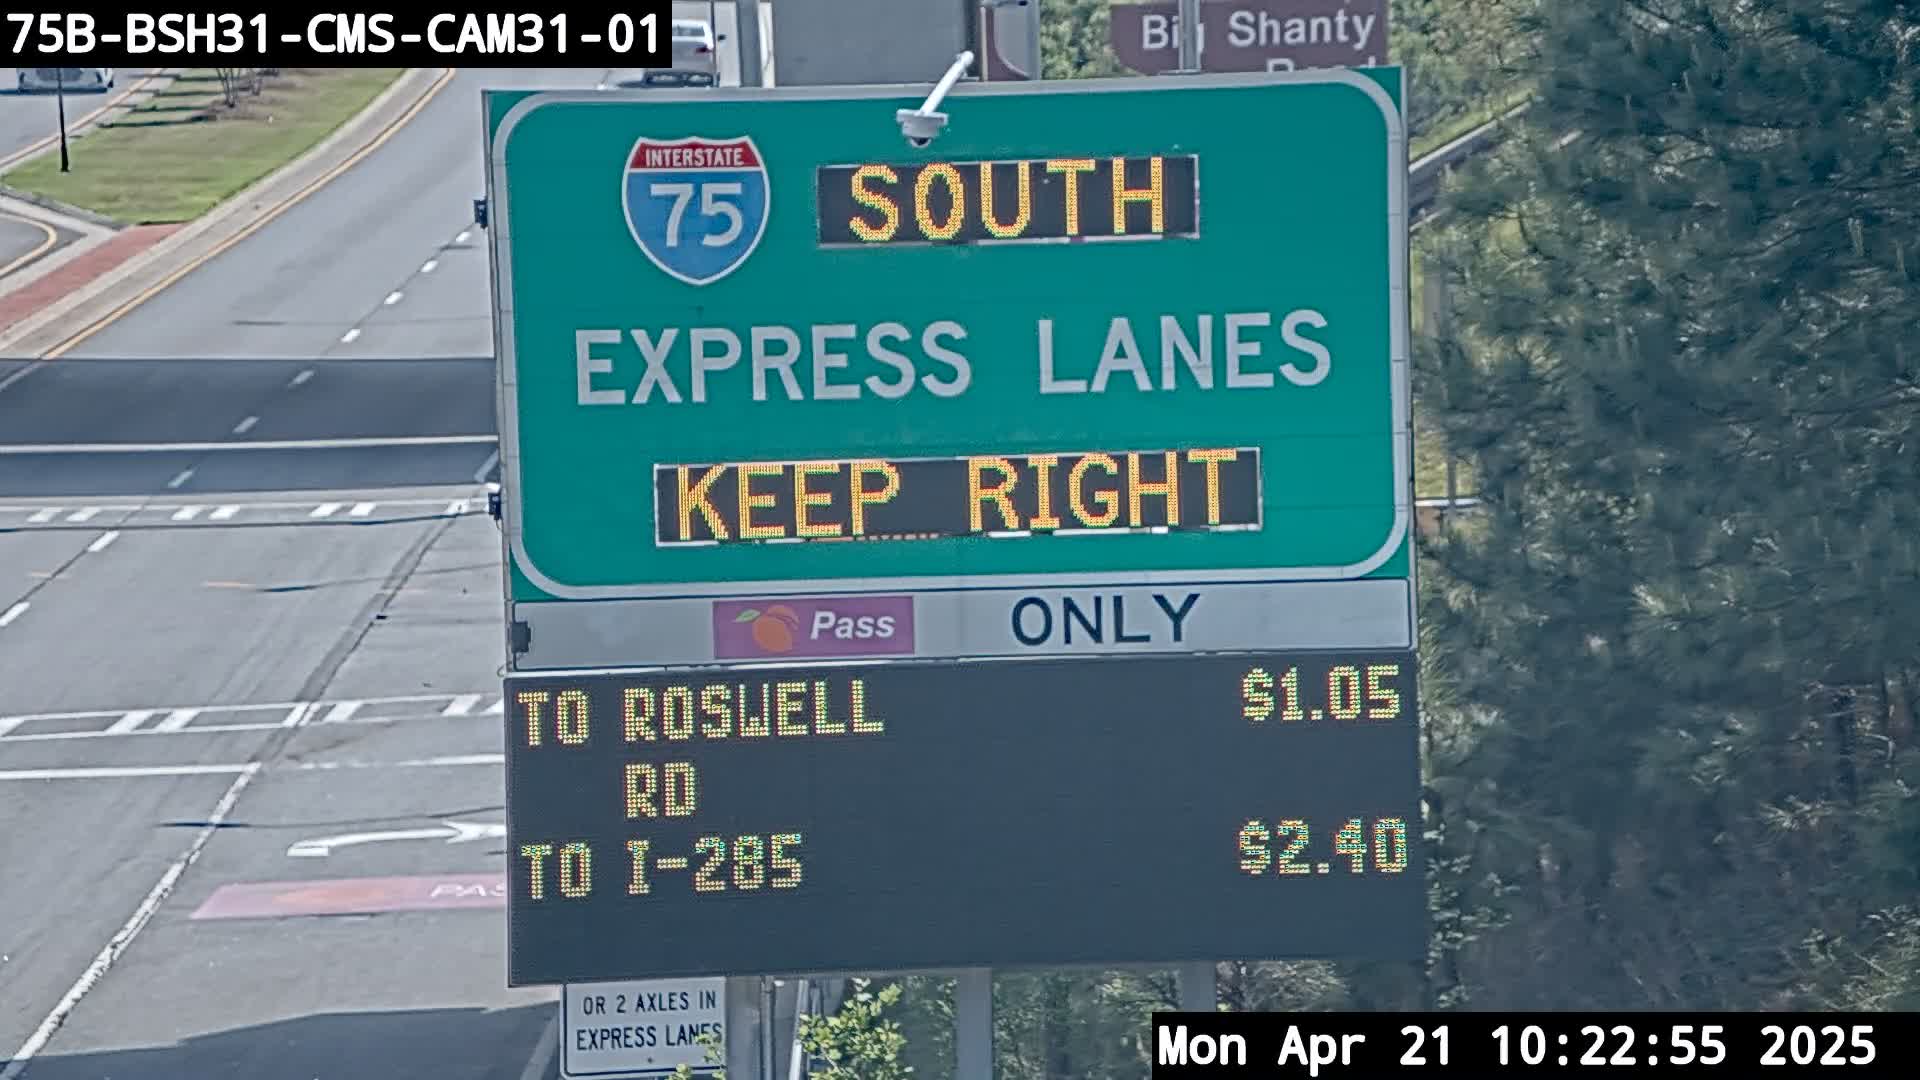 75B-BSH31-CMS-CAM31-01
Big Shanty
Road
INTERSTATE
75
SOUTH
EXPRESS LANES
KEEP RIGHT
Pass ONLY
TO ROSWELL $1.05
RD
TO I-285 $2.40
OR 2 AXLES IN
EXPRESS LANES
Mon Apr 21 10:22:55 2025